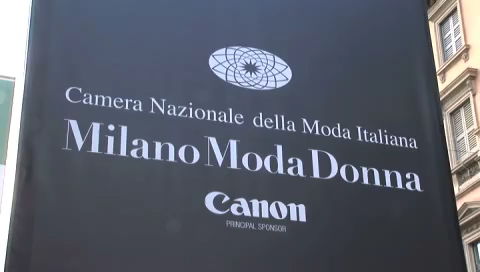 Camera Nazionale della Moda Italiana
Milano Moda Donna
Canon
PRINCIPAL SPONSOR